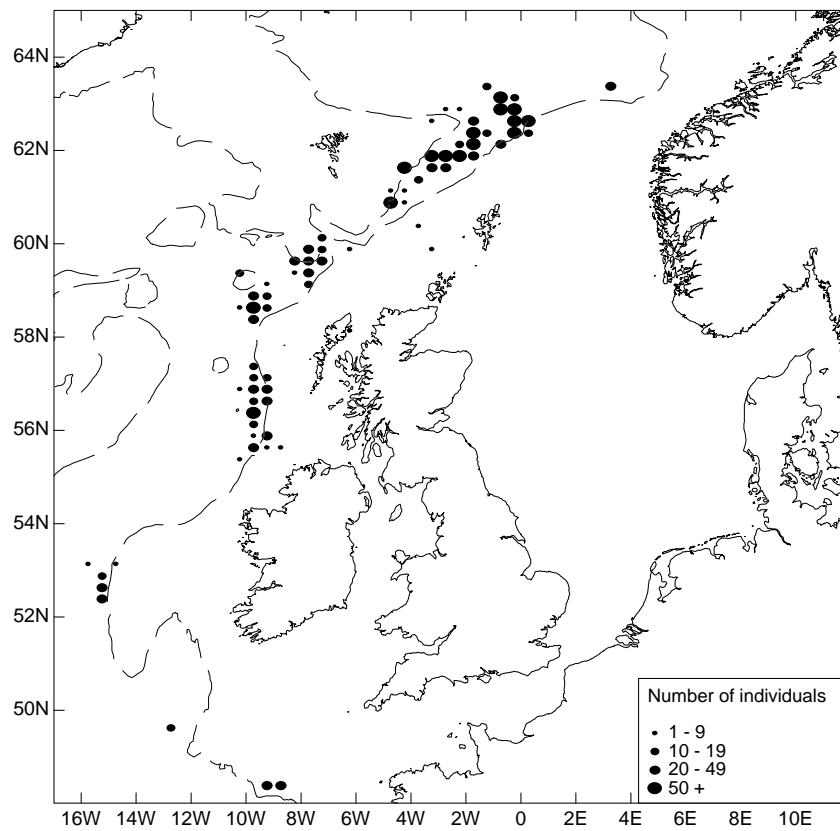 64N
62N
60N
58N
56N
54N
52N
50N
Number of individuals
1 - 9
10 - 19
20 - 49
50 +
16W 14W 12W 10W 8W 6W 4W 2W 0 2E 4E 6E 8E 10E